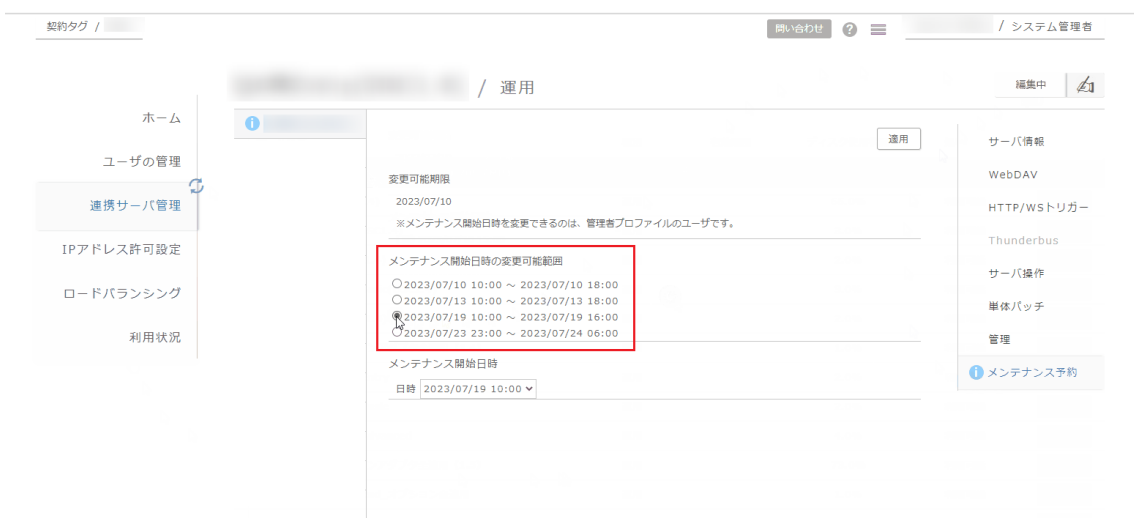 契約タグ /
問い合わせ ?
/ システム管理者
/ 運用
編集中
ホーム
ユーザの管理
連携サーバ管理
IPアドレス許可設定
ロードバランシング
利用状況
i
適用
変更可能期限
2023/07/10
※メンテナンス開始日時を変更できるのは、管理者プロファイルのユーザです。
メンテナンス開始日時の変更可能範囲
2023/07/10 10:00 ～ 2023/07/10 18:00
2023/07/13 10:00 ～ 2023/07/13 18:00
2023/07/19 10:00 ～ 2023/07/19 16:00
2023/07/23 23:00 ～ 2023/07/24 06:00
メンテナンス開始日時
日時 2023/07/19 10:00
サーバ情報
WebDAV
HTTP/WSトリガー
Thunderbus
サーバ操作
単体パッチ
管理
i メンテナンス予約